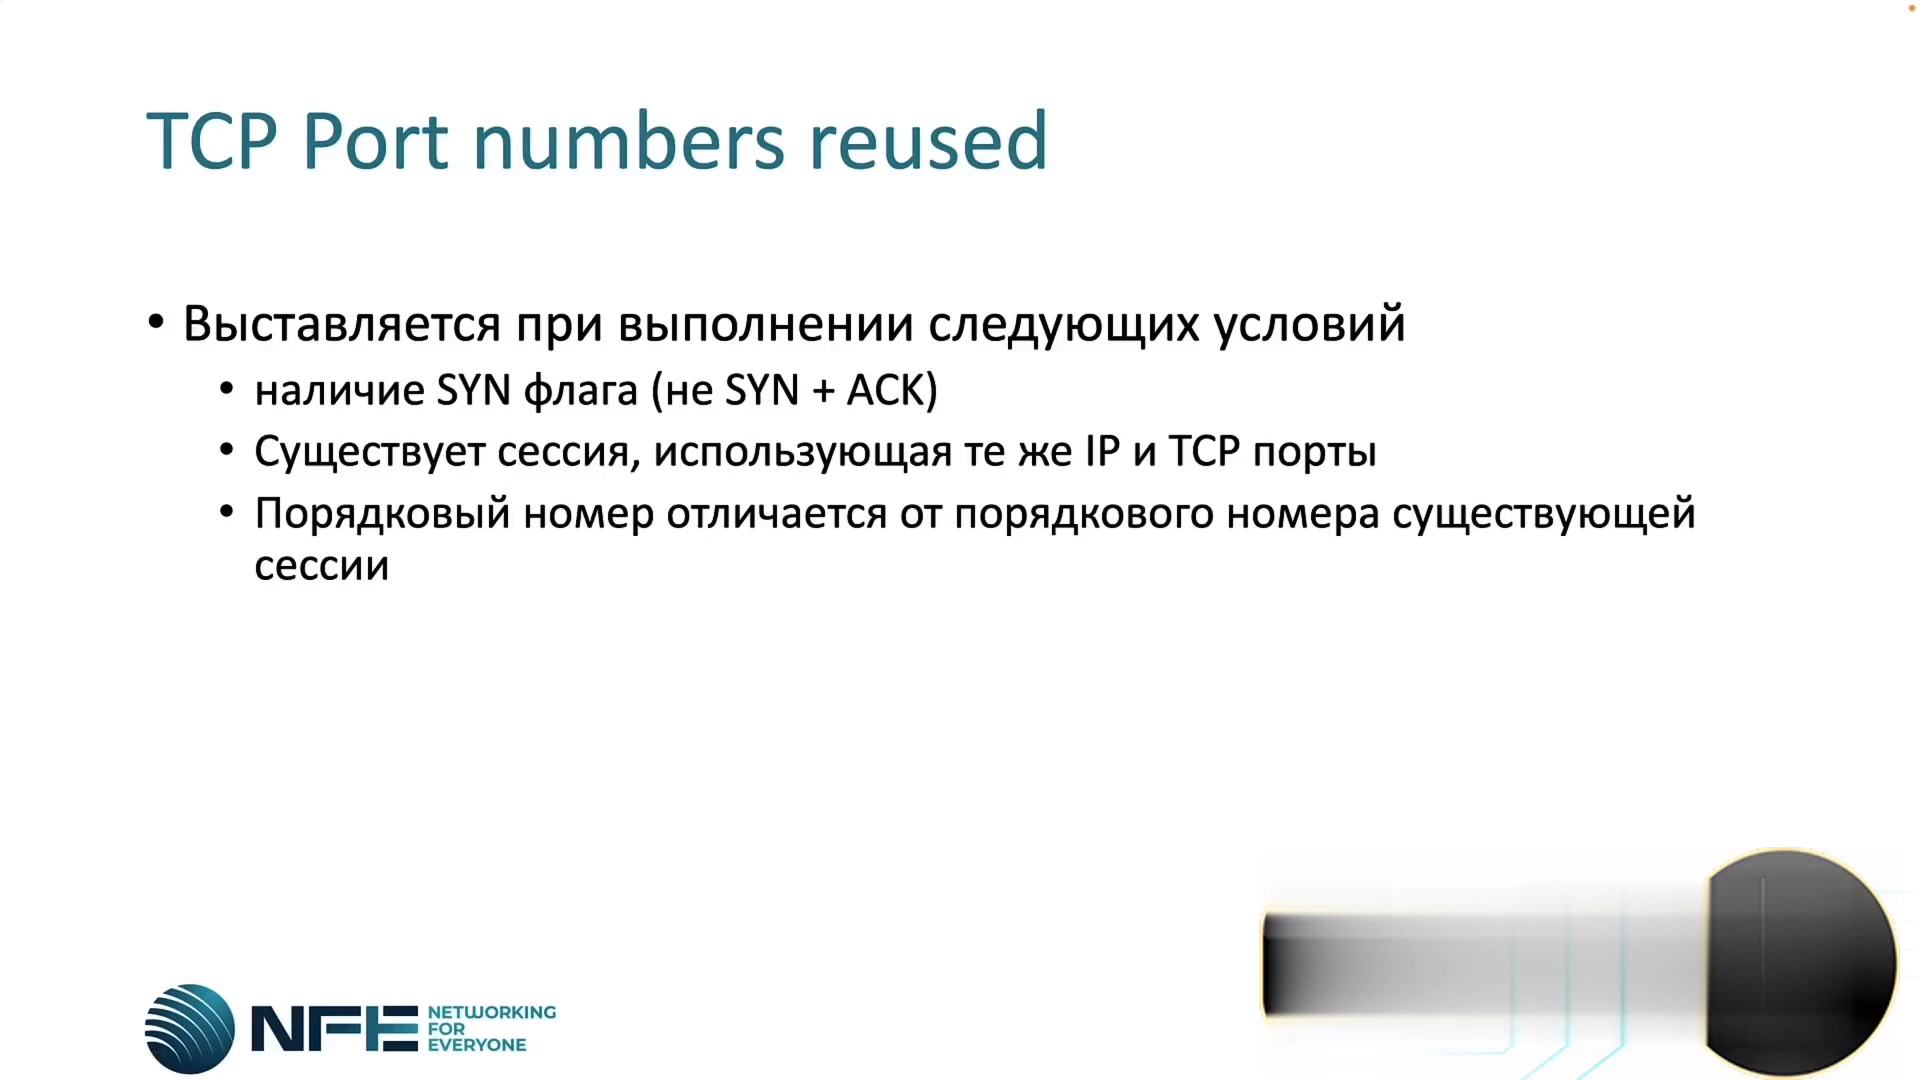 TCP Port numbers reused
• Выставляется при выполнении следующих условий
• наличие SYN флага (не SYN + ACK)
• Существует сессия, использующая те же IP и TCP порты
• Порядковый номер отличается от порядкового номера существующей
сессии
NFE
NETWORKING
FOR
EVERYONE